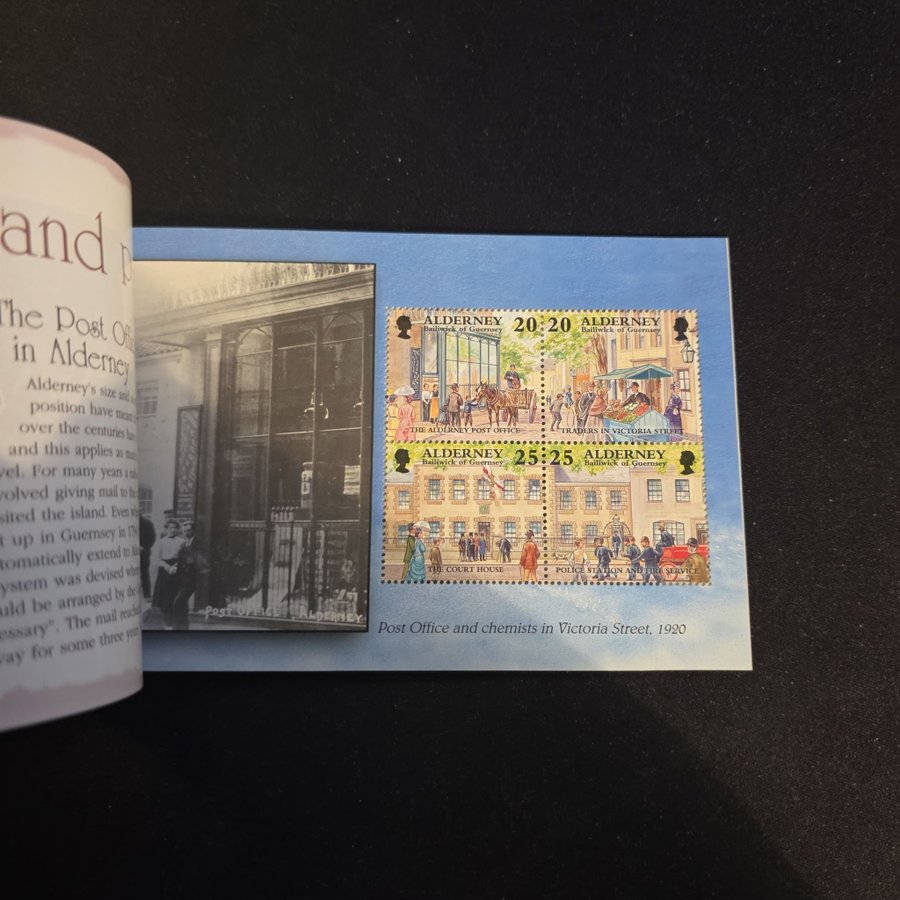 and p
The Post Offi
in Alderney
Alderney's size and
position have meant
over the centuries
and this applies as
For many years a
volved giving mail to the
sited the island. Even
up in Guernsey in
utomatically extend to
ystem was devised when
uld be arranged by the
essary". The mail reached
way for some three year
POST OFFICE ALDERNEY
ALDERNEY 20
Bailiwick of Guernsey
THE ALDERNEY POST OFFICE
20 ALDERNEY
Bailiwick of Guernsey
TRADERS IN VICTORIA STREET
ALDERNEY 25
Bailiwick of Guernsey
THE COURT HOUSE
25 ALDERNEY
Bailiwick of Guernsey
POLICE STATION AND FIRE SERVICE
Post Office and chemists in Victoria Street, 1920